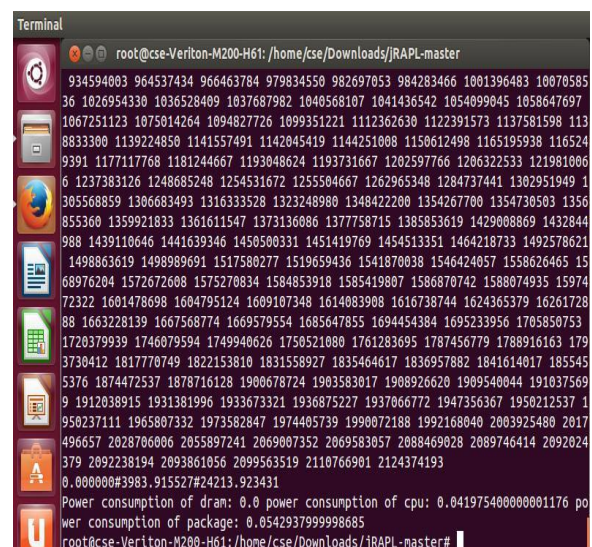 Terminal
root@cse-Veriton-M200-H61: /home/cse/Downloads/jRAPL-master
934594003 964537434 966463784 979834550 982697053 984283466 1001396483 10070585
36 1026954330 1036528409 1037687982 1040568107 1041436542 1054099045 1058647697
1067251123 1075014264 1094827726 1099351221 1112362630 1122391573 1137581598 113
8833300 1139224850 1141557491 1142045419 1144251008 1150612498 1165195938 116524
9391 1177117768 1181244667 1193048624 1193731667 1202597766 1206322533 121981006
6 1237383126 1248685248 1254531672 1255504667 1262965348 1284737441 1302951949 1
305568859 1306683493 1316333528 1323248980 1348422200 1354267700 1354730503 1356
855360 1359921833 1361611547 1373136086 1377758715 1385853619 1429008869 1432844
988 1439110646 1441639346 1450500331 1451419769 1454513351 1464218733 1492578621
1498863619 1498989691 1517580277 1519659436 1541870038 1546424057 1558626465 15
68976204 1572672608 1575270834 1584853918 1585419807 1586870742 1588074935 15974
72322 1601478698 1604795124 1609107348 1614083908 1616738744 1624365379 16261728
88 1663228139 1667568774 1669579554 1685647855 1694454384 1695233956 1705850753
1720379939 1746079594 1749940626 1750521080 1761283695 1787456779 1788916163 179
3730412 1817770749 1822153810 1831558927 1835464617 1836957882 1841614017 185545
5376 1874472537 1878716128 1900678724 1903583017 1908926620 1909540044 191037569
9 1912038915 1931381996 1933673321 1936875227 1937066772 1947356367 1950212537 1
950237111 1965807332 1973582847 1974405739 1990072188 1992168040 2003925480 2017
496657 2028706006 2055897241 2069007352 2069583057 2088469028 2089746414 2092024
379 2092238194 2093861056 2099563519 2110766901 2124374193
0.000000#3983.915527#24213.923431
Power consumption of dram: 0.0 power consumption of cpu: 0.041975400000001176 po
wer consumption of package: 0.0542937999998685
root@cse-Veriton-M200-H61:/home/cse/Downloads/jRAPL-master#